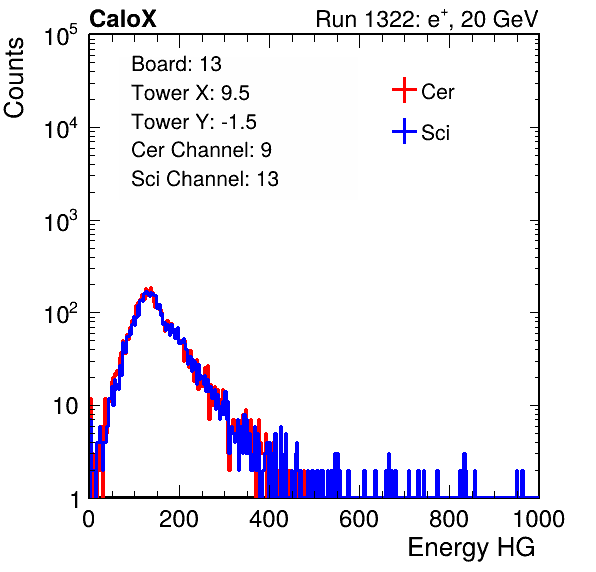 CaloX Run 1322: e⁺, 20 GeV
Counts
Board: 13
Tower X: 9.5
Tower Y: -1.5
Cer Channel: 9
Sci Channel: 13
Cer
Sci
10⁵
10⁴
10³
10²
10
1
0 200 400 600 800 1000
Energy HG